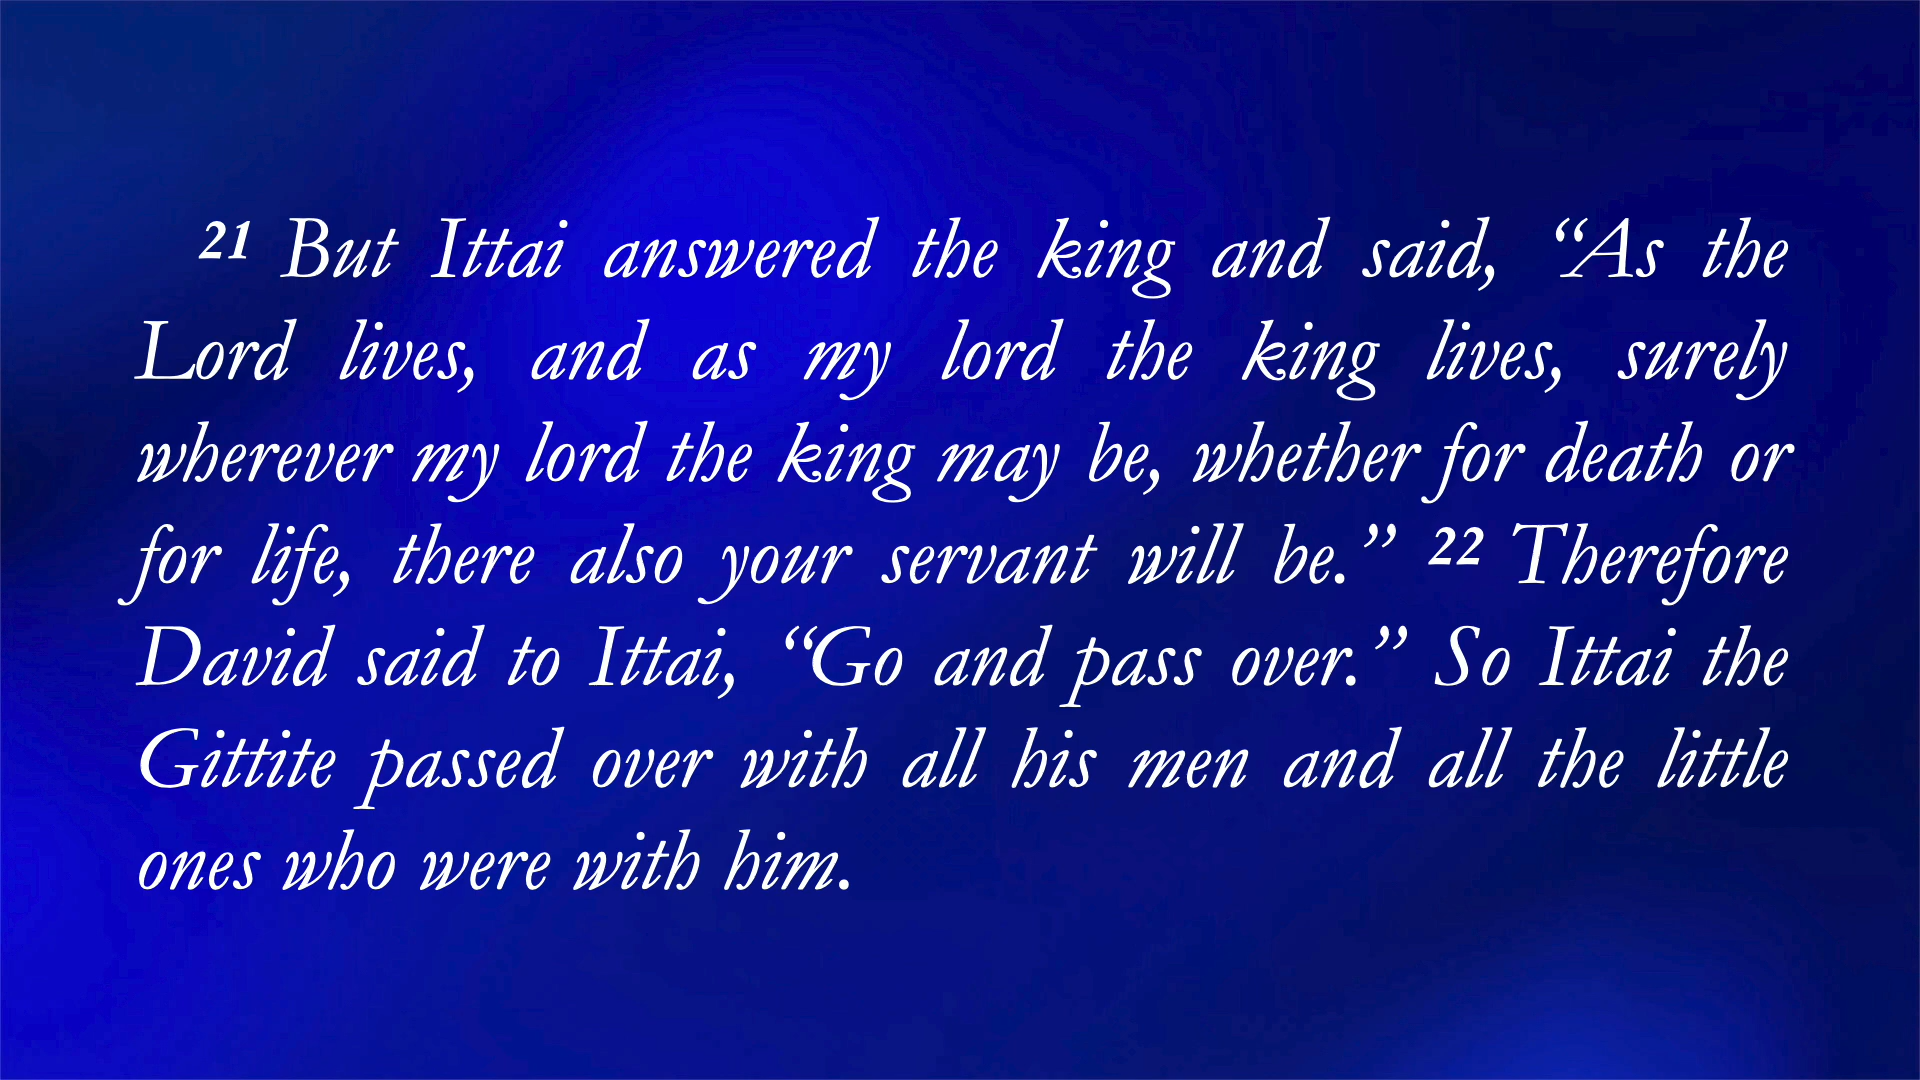 21 But Ittai answered the king and said, “As the
Lord lives, and as my lord the king lives, surely
wherever my lord the king may be, whether for death or
for life, there also your servant will be.” 22 Therefore
David said to Ittai, “Go and pass over.” So Ittai the
Gittite passed over with all his men and all the little
ones who were with him.